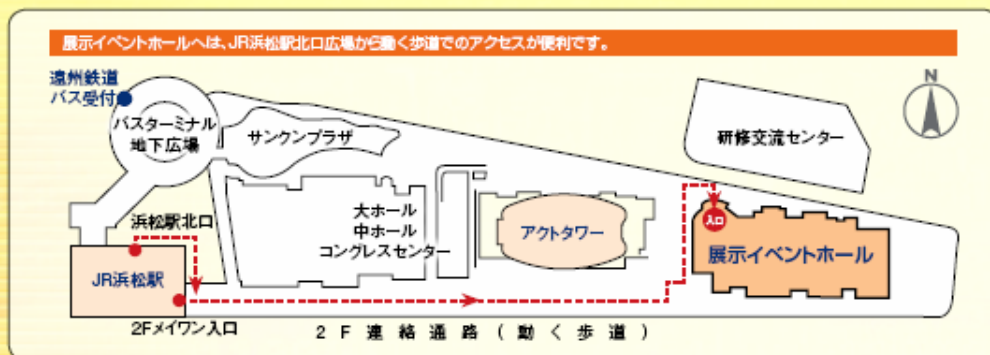 展示イベントホールへは、JR浜松駅北口広場から動く歩道でのアクセスが便利です。
遠州鉄道
バス受付
バスターミナル
地下広場
サンクンプラザ
研修交流センター
N
浜松駅北口
大ホール
中ホール
コングレスセンター
アクトタワー
入口
展示イベントホール
JR浜松駅
2Fメイワン入口
2F連絡通路(動く歩道)